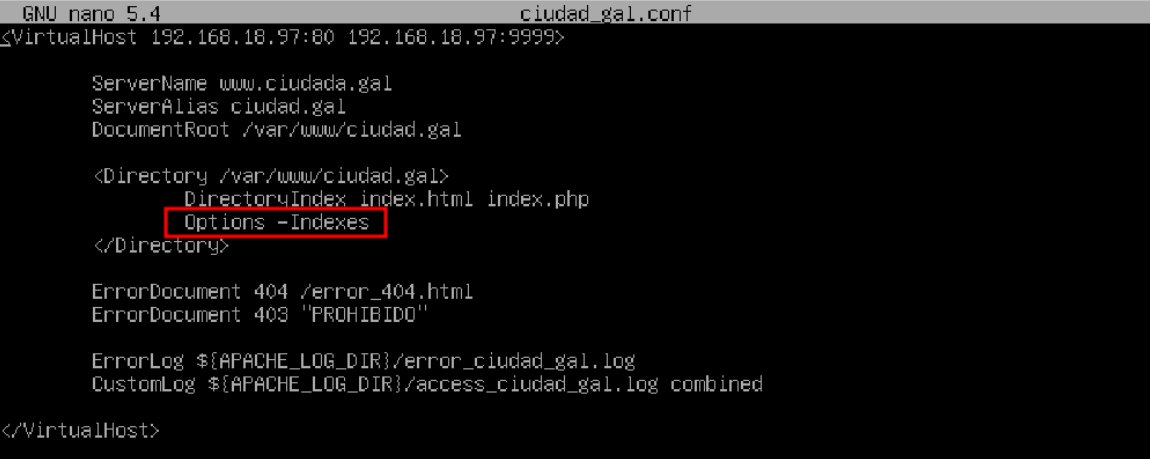 GNU nano 5.4 ciudad_gal.conf
<VirtualHost 192.168.18.97:80 192.168.18.97:9999>
ServerName www.ciudada.gal
ServerAlias ciudad.gal
DocumentRoot /var/www/ciudad.gal
<Directory /var/www/ciudad.gal>
DirectoryIndex index.html index.php
Options -Indexes
</Directory>
ErrorDocument 404 /error_404.html
ErrorDocument 403 "PROHIBIDO"
ErrorLog ${APACHE_LOG_DIR}/error_ciudad_gal.log
CustomLog ${APACHE_LOG_DIR}/access_ciudad_gal.log combined
</VirtualHost>